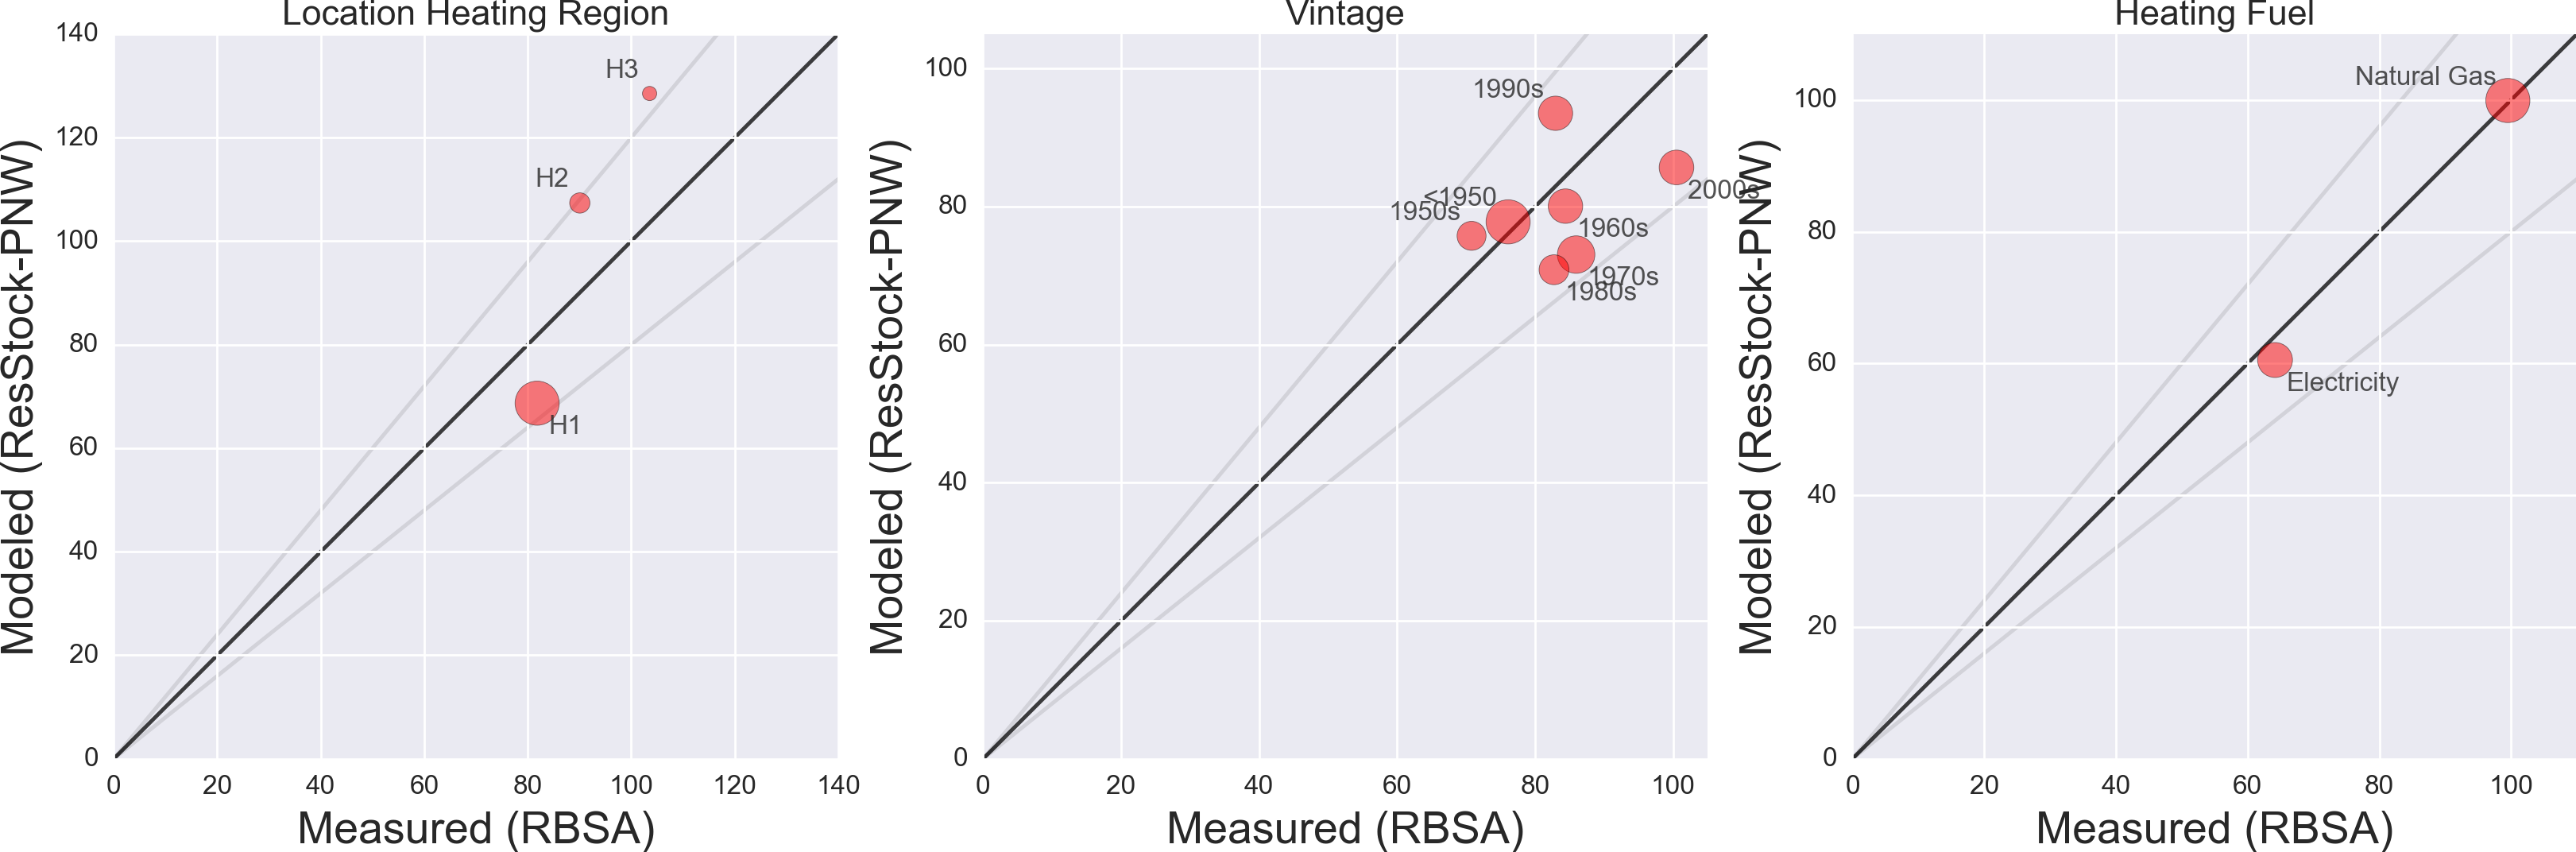 Location Heating Region
140
120
100
80
60
40
20
0
Modeled (ResStock-PNW)
H3
H2
H1
0 20 40 60 80 100 120 140
Measured (RBSA)
Vintage
100
80
60
40
20
0
Modeled (ResStock-PNW)
1990s
2000s
<1950
1950s
1960s
1970s
1980s
0 20 40 60 80 100
Measured (RBSA)
Heating Fuel
100
80
60
40
20
0
Modeled (ResStock-PNW)
Natural Gas
Electricity
0 20 40 60 80 100
Measured (RBSA)